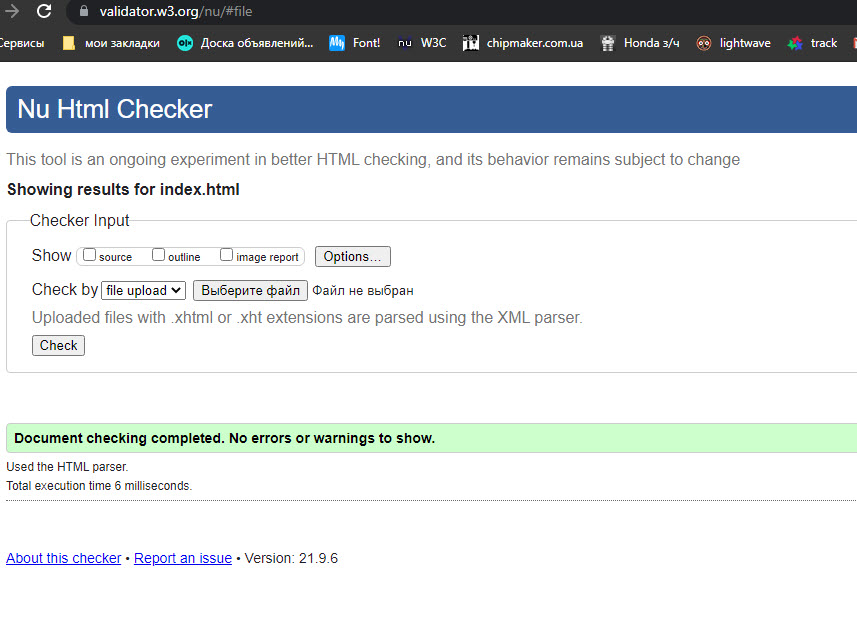 validator.w3.org/nu/#file
Сервисы мои закладки Доска объявлений... Font! nu W3C chipmaker.com.ua Honda з/ч lightwave track
Nu Html Checker
This tool is an ongoing experiment in better HTML checking, and its behavior remains subject to change
Showing results for index.html
Checker Input
Show source outline image report Options...
Check by file upload Выберите файл Файл не выбран
Uploaded files with .xhtml or .xht extensions are parsed using the XML parser.
Check
Document checking completed. No errors or warnings to show.
Used the HTML parser.
Total execution time 6 milliseconds.
About this checker • Report an issue • Version: 21.9.6